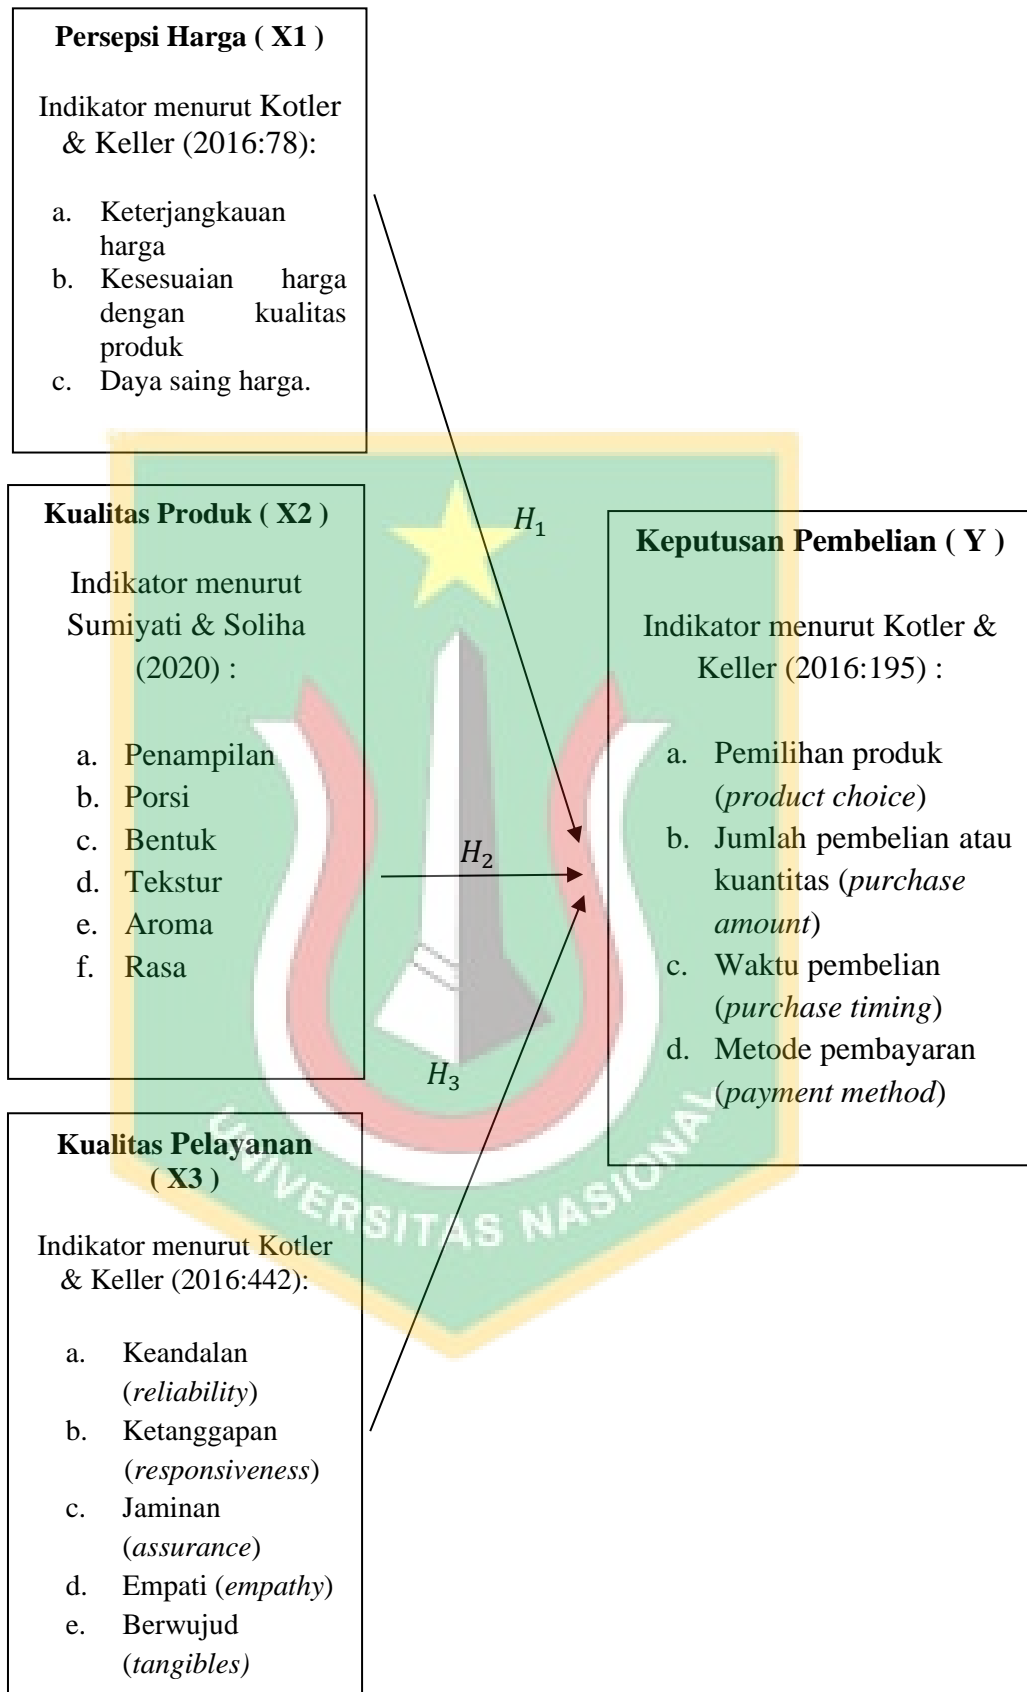 Persepsi Harga ( X1 )
Indikator menurut Kotler
& Keller (2016:78):
a. Keterjangkauan
harga
b. Kesesuaian harga
dengan kualitas
produk
c. Daya saing harga.
Kualitas Produk ( X2 )
Indikator menurut
Sumiyati & Soliha
(2020) :
a. Penampilan
b. Porsi
c. Bentuk
d. Tekstur
e. Aroma
f. Rasa
Kualitas Pelayanan
( X3 )
Indikator menurut Kotler
& Keller (2016:442):
a. Keandalan
(reliability)
b. Ketanggapan
(responsiveness)
c. Jaminan
(assurance)
d. Empati (empathy)
e. Berwujud
(tangibles)
H₁
H₂
H₃
Keputusan Pembelian ( Y )
Indikator menurut Kotler &
Keller (2016:195) :
a. Pemilihan produk
(product choice)
b. Jumlah pembelian atau
kuantitas (purchase
amount)
c. Waktu pembelian
(purchase timing)
d. Metode pembayaran
(payment method)
UNIVERSITAS NASIONAL